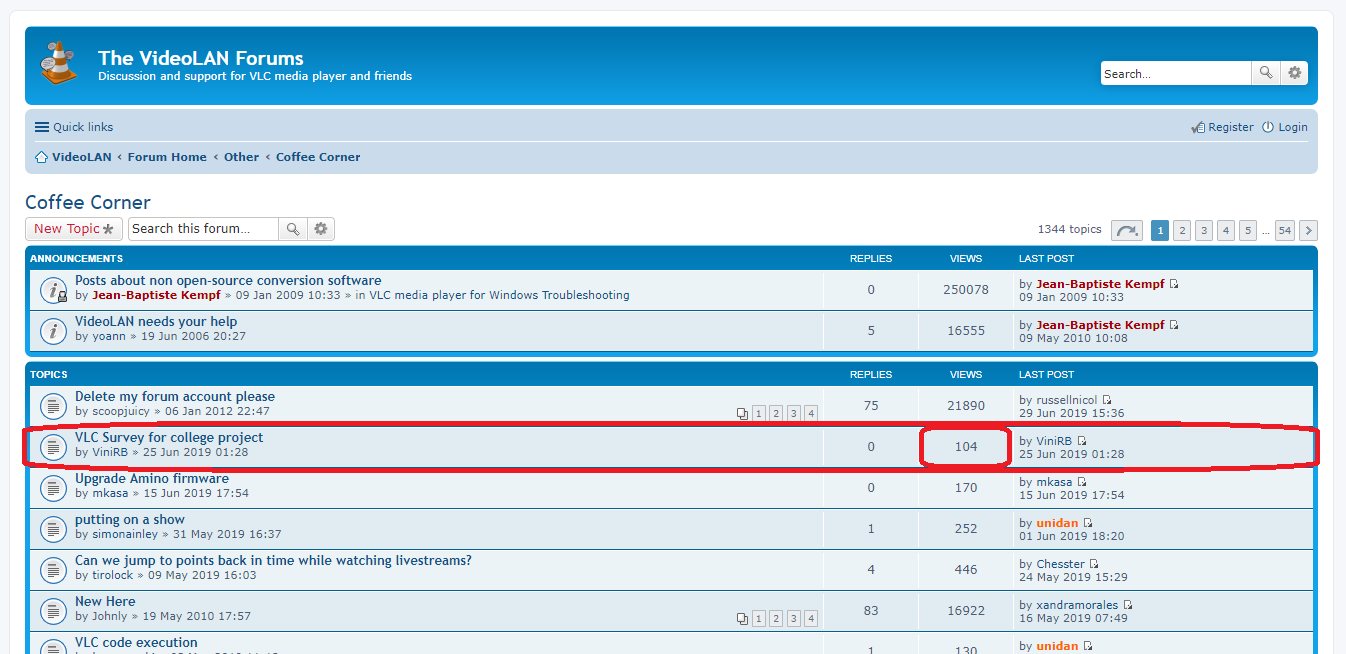 The VideoLAN Forums
Discussion and support for VLC media player and friends
Search…
Quick links
Register Login
VideoLAN ‹ Forum Home ‹ Other ‹ Coffee Corner
Coffee Corner
New Topic
Search this forum…
1344 topics 1 2 3 4 5 … 54
ANNOUNCEMENTS REPLIES VIEWS LAST POST
Posts about non open-source conversion software
by Jean-Baptiste Kempf » 09 Jan 2009 10:33 » in VLC media player for Windows Troubleshooting
0 250078
by Jean-Baptiste Kempf
09 Jan 2009 10:33
VideoLAN needs your help
by yoann » 19 Jun 2006 20:27
5 16555
by Jean-Baptiste Kempf
09 May 2010 10:08
TOPICS REPLIES VIEWS LAST POST
Delete my forum account please
by scoopjuicy » 06 Jan 2012 22:47
1 2 3 4
75 21890
by russellnicol
29 Jun 2019 15:36
VLC Survey for college project
by ViniRB » 25 Jun 2019 01:28
0 104
by ViniRB
25 Jun 2019 01:28
Upgrade Amino firmware
by mkasa » 15 Jun 2019 17:54
0 170
by mkasa
15 Jun 2019 17:54
putting on a show
by simonainley » 31 May 2019 16:37
1 252
by unidan
01 Jun 2019 18:20
Can we jump to points back in time while watching livestreams?
by tirolock » 09 May 2019 16:03
4 446
by Chesster
24 May 2019 15:29
New Here
by Johnly » 19 May 2010 17:57
1 2 3 4
83 16922
by xandramorales
16 May 2019 07:49
VLC code execution
1 130
by unidan